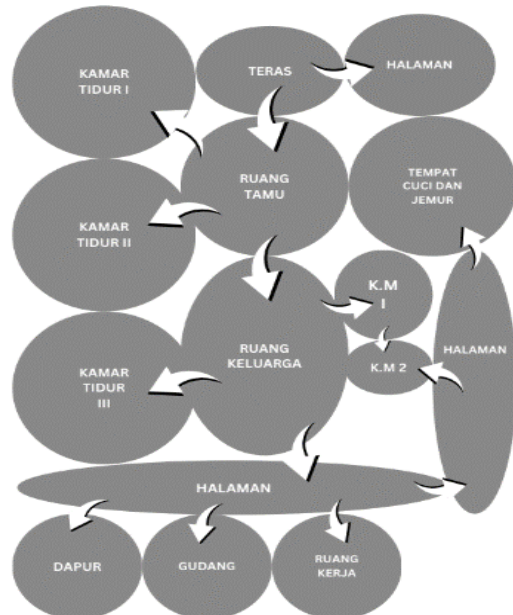 KAMAR
TIDUR I
TERAS
HALAMAN
RUANG
TAMU
TEMPAT
CUCI DAN
JEMUR
KAMAR
TIDUR II
K.M
I
RUANG
KELUARGA
K.M 2
HALAMAN
KAMAR
TIDUR
III
HALAMAN
DAPUR
GUDANG
RUANG
KERJA